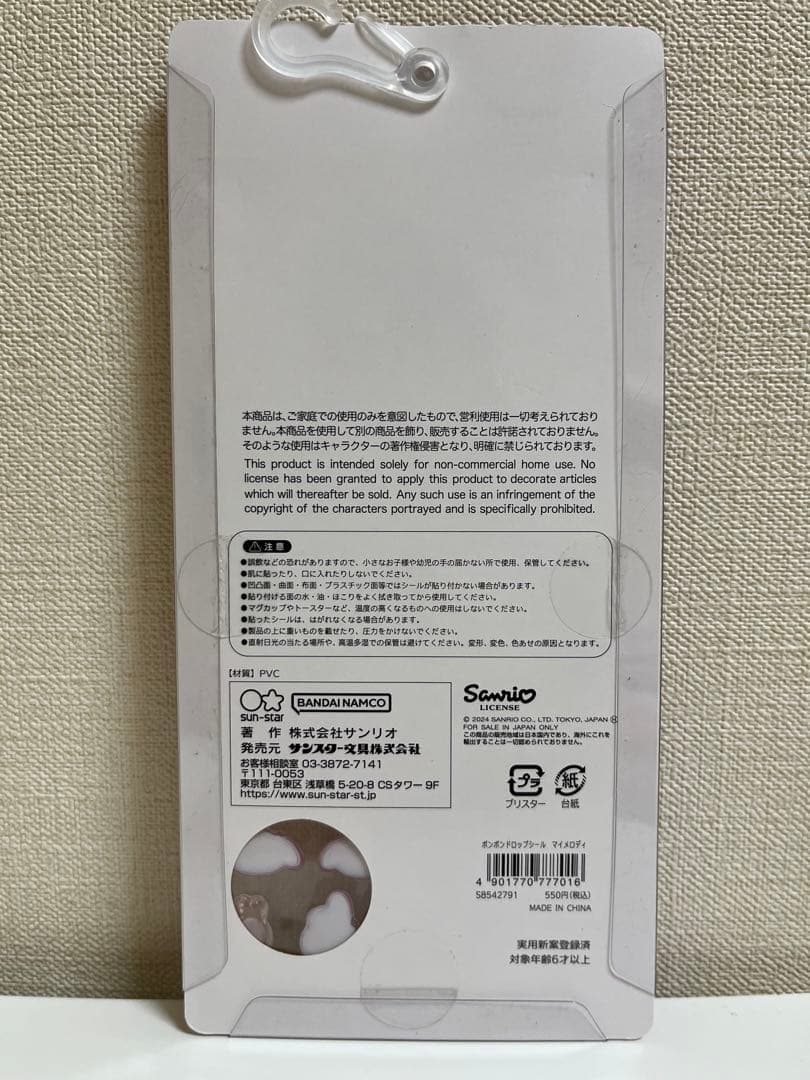 本商品は、ご家庭での使用のみを意図したもので、営利使用は一切考えられており
ません。本商品を使用して別の商品を飾り、販売することは許諾されておりません。
そのような使用はキャラクターの著作権侵害となり、明確に禁じられております。
This product is intended solely for non-commercial home use. No
license has been granted to apply this product to decorate articles
which will thereafter be sold. Any such use is an infringement of the
copyright of the characters portrayed and is specifically prohibited.
注意
●誤飲などの恐れがありますので、小さなお子様や幼児の手の届かない所で使用、保管してください。
●肌に貼ったり、口に入れたりしないでください。
●凹凸面・曲面・布面・プラスチック面等ではシールが貼り付かない場合があります。
●貼り付ける面の水・油・ほこりをよく拭き取ってから使用してください。
●マグカップやトースターなど、温度の高くなるものへの使用はしないでください。
●貼ったシールは、はがれなくなる場合があります。
●製品の上に重いものを載せたり、圧力をかけないでください。
●直射日光の当たる場所や、高温多湿での保管は避けてください。変形、変色、色あせの原因となります。
【材質】PVC
sun-star BANDAI NAMCO
著 作 株式会社サンリオ
発売元 サンスター文具株式会社
お客様相談室 03-3872-7141
〒111-0053
東京都 台東区 浅草橋 5-20-8 CSタワー 9F
https://www.sun-star-st.jp
Sanrio
LICENSE
© 2024 SANRIO CO., LTD. TOKYO, JAPAN Ⓗ
FOR SALE IN JAPAN ONLY
この商品の販売地域は日本国内であり、海外にこれを
輸出することは一切認められておりません。
プラ 紙
ブリスター 台紙
ボンボンドロップシール マイメロディ
4 901770 777016
S8542791 550円(税込)
MADE IN CHINA
実用新案登録済
対象年齢6才以上